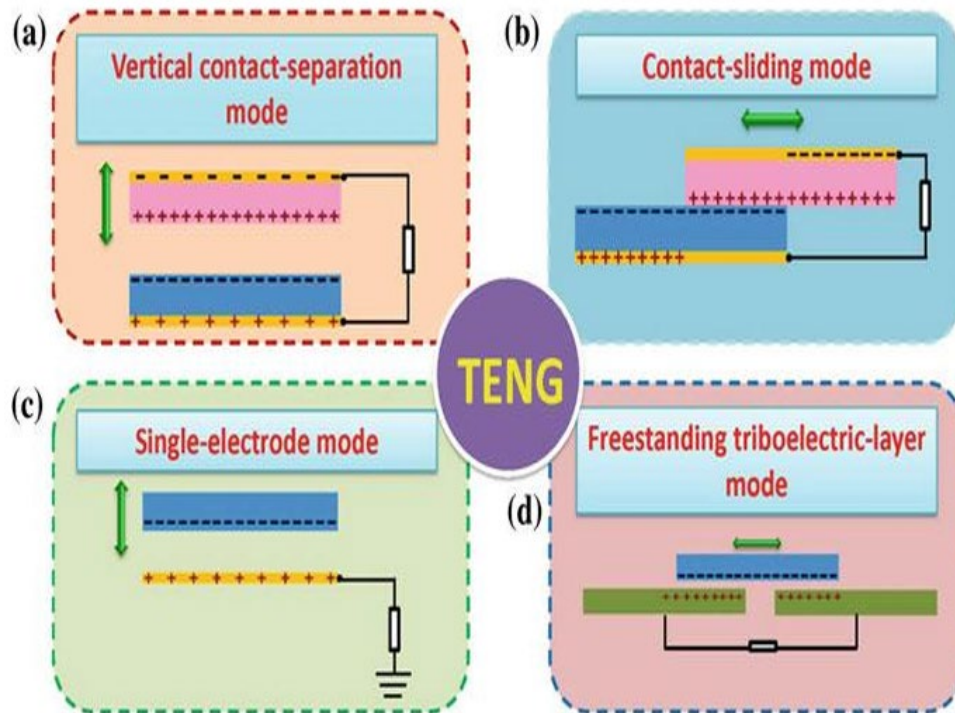 (a)
Vertical contact-separation
mode
(b)
Contact-sliding mode
TENG
(c)
Single-electrode mode
Freestanding triboelectric-layer
mode
(d)